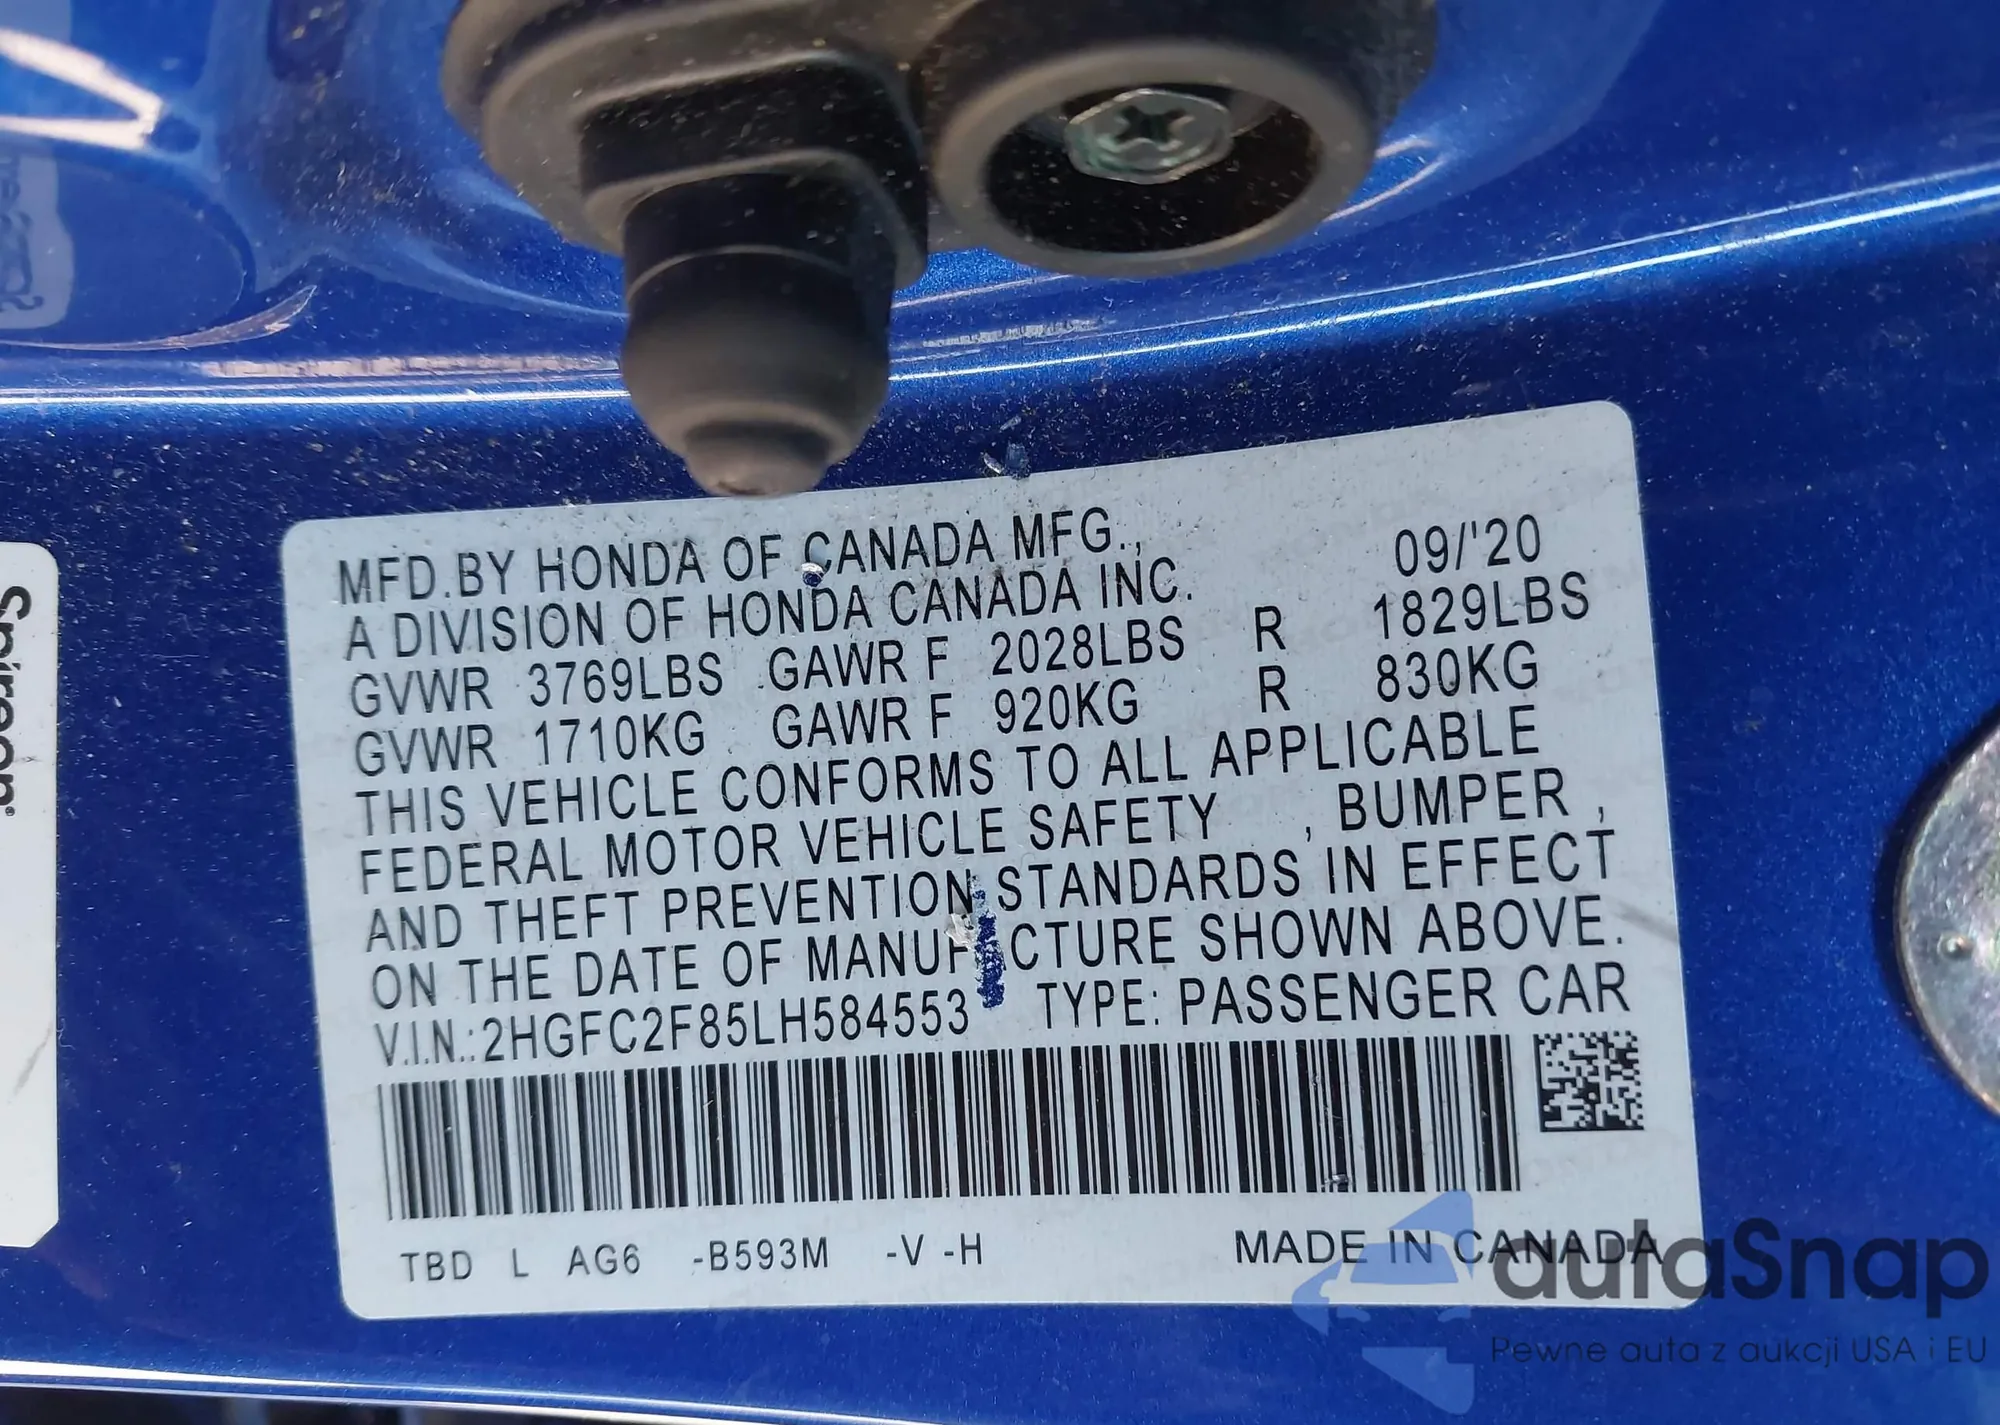 MFD.BY HONDA OF CANADA MFG.,
09/'20
A DIVISION OF HONDA CANADA INC.
GVWR 3769LBS GAWR F 2028LBS R 1829LBS
GVWR 1710KG GAWR F 920KG R 830KG
THIS VEHICLE CONFORMS TO ALL APPLICABLE
FEDERAL MOTOR VEHICLE SAFETY , BUMPER ,
AND THEFT PREVENTION STANDARDS IN EFFECT
ON THE DATE OF MANUFACTURE SHOWN ABOVE.
V.I.N.:2HGFC2F85LH584553 TYPE: PASSENGER CAR
TBD L AG6 -B593M -V -H MADE IN CANADA
autaSnap
Pewne auta z aukcji USA i EU